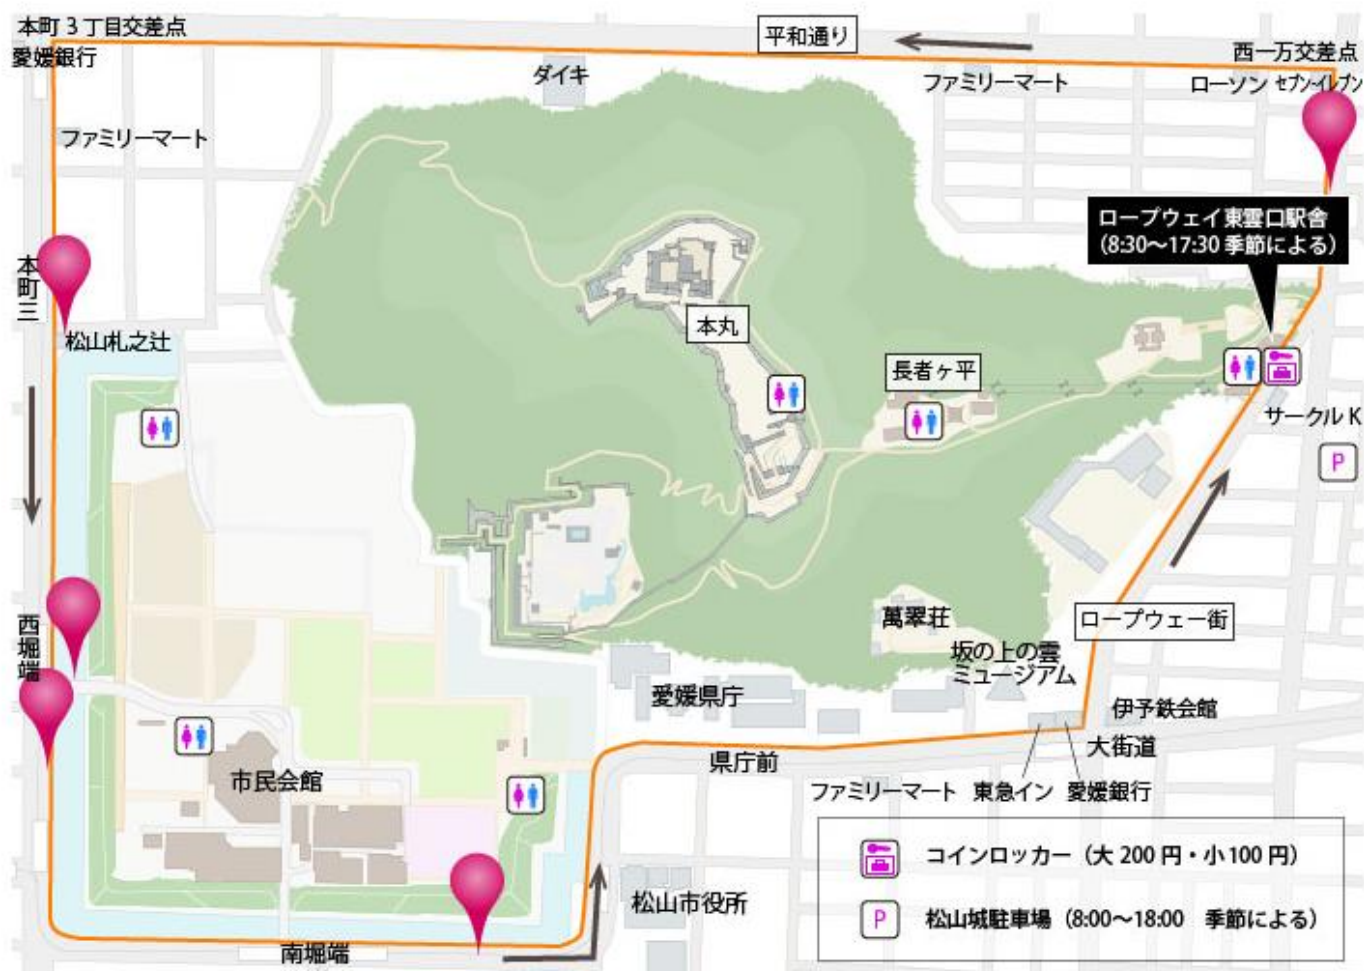 本町3丁目交差点
愛媛銀行
平和通り
西一万交差点
ダイキ
ファミリーマート
ローソン セブン-イレブン
ファミリーマート
ロープウェイ東雲口駅舎
(8:30～17:30 季節による)
本町三
松山札之辻
本丸
長者ヶ平
サークルK
P
西堀端
萬翠荘
ロープウェー街
坂の上の雲
ミュージアム
愛媛県庁
伊予鉄会館
大街道
県庁前
市民会館
ファミリーマート 東急イン 愛媛銀行
コインロッカー (大200円・小100円)
松山市役所
P 松山城駐車場 (8:00～18:00 季節による)
南堀端